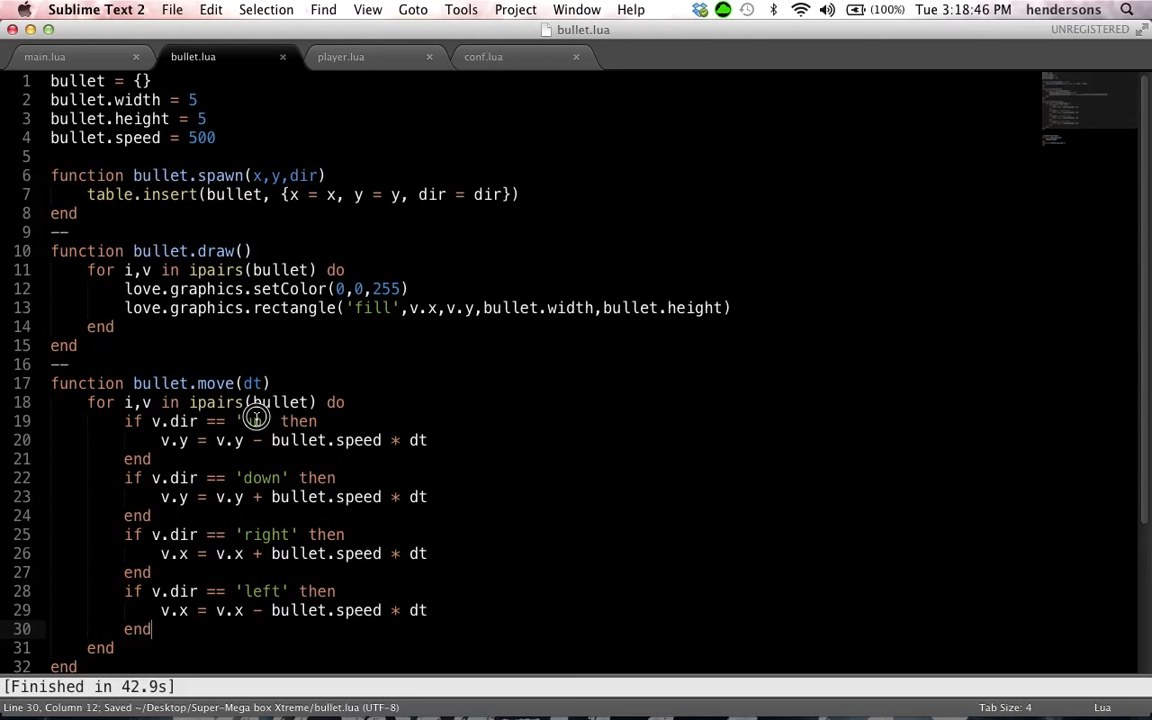 Sublime Text 2 File Edit Selection Find View Goto Tools Project Window Help (100%) Tue 3:18:46 PM hendersons
bullet.lua UNREGISTERED
main.lua bullet.lua player.lua conf.lua
1 bullet = {}
2 bullet.width = 5
3 bullet.height = 5
4 bullet.speed = 500
5
6 function bullet.spawn(x,y,dir)
7 table.insert(bullet, {x = x, y = y, dir = dir})
8 end
9 --
10 function bullet.draw()
11 for i,v in ipairs(bullet) do
12 love.graphics.setColor(0,0,255)
13 love.graphics.rectangle('fill',v.x,v.y,bullet.width,bullet.height)
14 end
15 end
16 --
17 function bullet.move(dt)
18 for i,v in ipairs(bullet) do
19 if v.dir == ' then
20 v.y = v.y - bullet.speed * dt
21 end
22 if v.dir == 'down' then
23 v.y = v.y + bullet.speed * dt
24 end
25 if v.dir == 'right' then
26 v.x = v.x + bullet.speed * dt
27 end
28 if v.dir == 'left' then
29 v.x = v.x - bullet.speed * dt
30 end
31 end
32 end
[Finished in 42.9s]
Line 30, Column 12; Saved ~/Desktop/Super-Mega box Xtreme/bullet.lua (UTF-8) Tab Size: 4 Lua